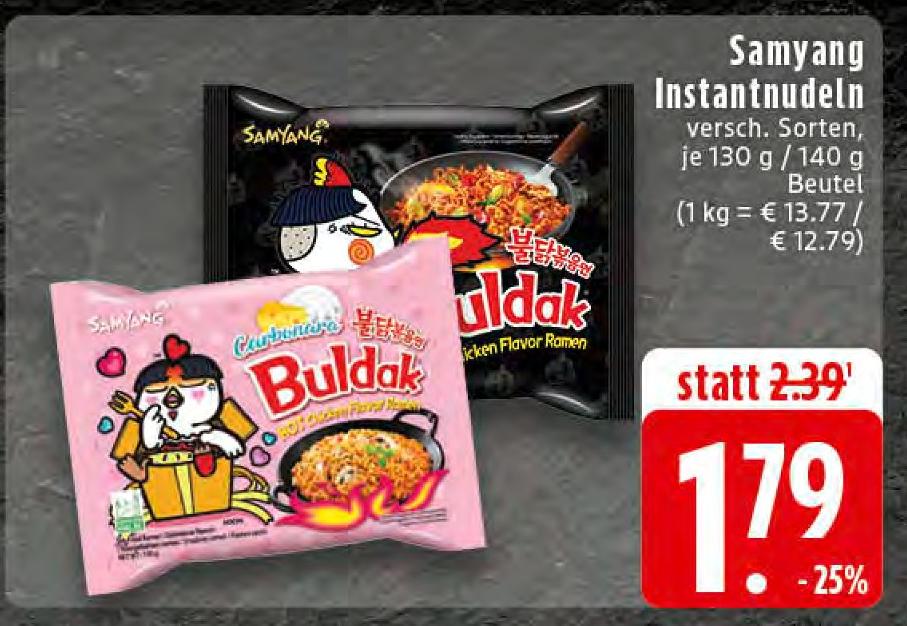 Samyang
Instantnudeln
versch. Sorten,
je 130 g / 140 g
Beutel
(1 kg = € 13.77 /
€ 12.79)
SAMYANG
불닭볶음면
uldak
icken Flavor Ramen
SAMYANG
Carbonara 불닭볶음면
Buldak
HOT Chicken Flavor Ramen
statt 2.39¹
1.79
- 25%